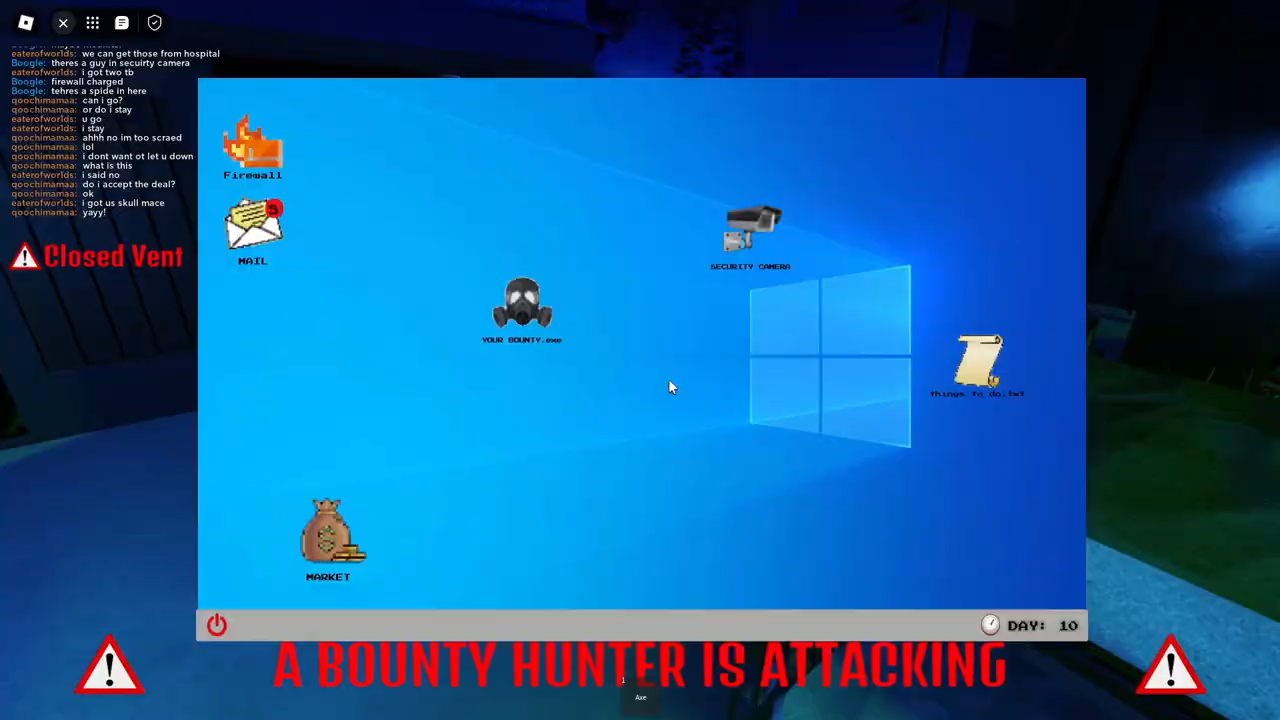 eaterofworlds: we can get those from hospital
Boogle: theres a guy in secuirty camera
eaterofworlds: i got two tb
Boogle: firewall charged
Boogle: tehres a spide in here
qoochimamaa: can i go?
qoochimamaa: or do i stay
eaterofworlds: u go
eaterofworlds: i stay
qoochimamaa: ahhh no im too scraed
qoochimamaa: lol
qoochimamaa: i dont want ot let u down
qoochimamaa: what is this
eaterofworlds: i said no
qoochimamaa: do i accept the deal?
qoochimamaa: ok
eaterofworlds: i got us skull mace
qoochimamaa: yayy!
Closed Vent
Firewall
5
MAIL
SECURITY CAMERA
YOUR BOUNTY.exe
things to do.txt
MARKET
DAY: 10
A BOUNTY HUNTER IS ATTACKING
1
Axe